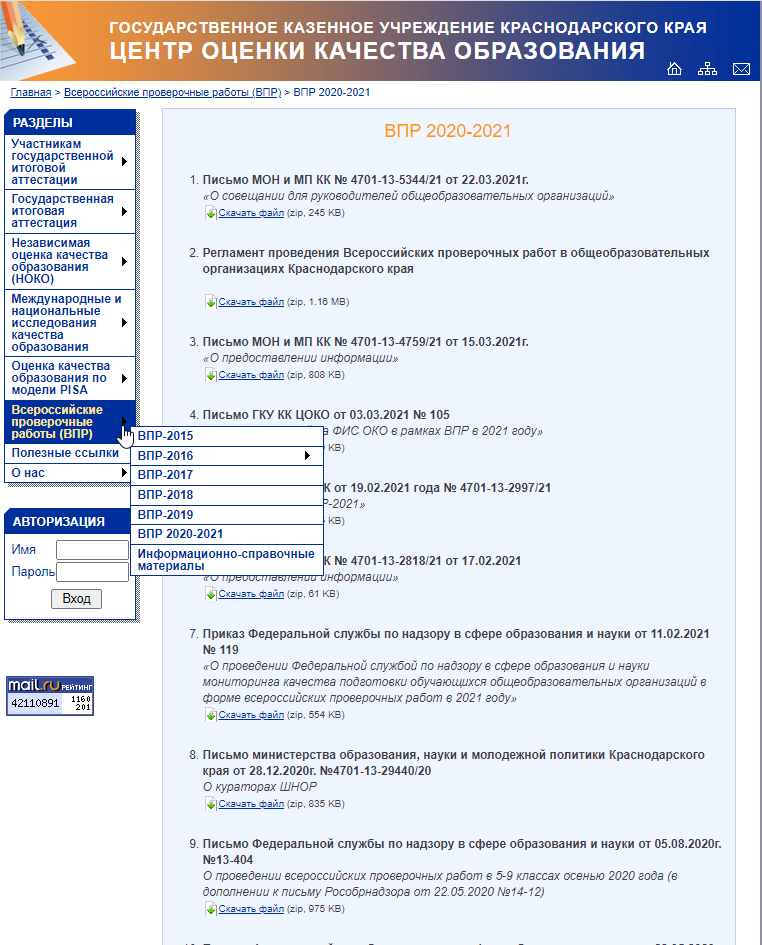 ГОСУДАРСТВЕННОЕ КАЗЕННОЕ УЧРЕЖДЕНИЕ КРАСНОДАРСКОГО КРАЯ
ЦЕНТР ОЦЕНКИ КАЧЕСТВА ОБРАЗОВАНИЯ
Главная > Всероссийские проверочные работы (ВПР) > ВПР 2020-2021
РАЗДЕЛЫ
Участникам
государственной
итоговой
аттестации
Государственная
итоговая
аттестация
Независимая
оценка качества
образования
(НОКО)
Международные и
национальные
исследования
качества
образования
Оценка качества
образования по
модели PISA
Всероссийские
проверочные
работы (ВПР)
Полезные ссылки
О нас
ВПР-2015
ВПР-2016
ВПР-2017
ВПР-2018
ВПР-2019
ВПР 2020-2021
Информационно-справочные
материалы
АВТОРИЗАЦИЯ
Имя
Пароль
Вход
mail.ru РЕЙТИНГ
42110891 1160
201
ВПР 2020-2021
1. Письмо МОН и МП КК № 4701-13-5344/21 от 22.03.2021г.
«О совещании для руководителей общеобразовательных организаций»
Скачать файл (zip, 245 KB)
2. Регламент проведения Всероссийских проверочных работ в общеобразовательных
организациях Краснодарского края
Скачать файл (zip, 1.16 MB)
3. Письмо МОН и МП КК № 4701-13-4759/21 от 15.03.2021г.
«О предоставлении информации»
Скачать файл (zip, 808 KB)
4. Письмо ГКУ КК ЦОКО от 03.03.2021 № 105
ФИС ОКО в рамках ВПР в 2021 году»
KB)
К от 19.02.2021 года № 4701-13-2997/21
Р-2021»
KB)
К № 4701-13-2818/21 от 17.02.2021
«О предоставлении информации»
Скачать файл (zip, 61 KB)
7. Приказ Федеральной службы по надзору в сфере образования и науки от 11.02.2021
№ 119
«О проведении Федеральной службой по надзору в сфере образования и науки
мониторинга качества подготовки обучающихся общеобразовательных организаций в
форме всероссийских проверочных работ в 2021 году»
Скачать файл (zip, 554 KB)
8. Письмо министерства образования, науки и молодежной политики Краснодарского
края от 28.12.2020г. №4701-13-29440/20
О кураторах ШНОР
Скачать файл (zip, 835 KB)
9. Письмо Федеральной службы по надзору в сфере образования и науки от 05.08.2020г.
№13-404
О проведении всероссийских проверочных работ в 5-9 классах осенью 2020 года (в
дополнении к письму Рособрнадзора от 22.05.2020 №14-12)
Скачать файл (zip, 975 KB)